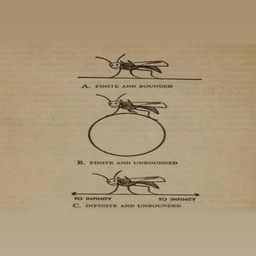 A. FINITE AND BOUNDED
B. FINITE AND UNBOUNDED
TO INFINITY TO INFINITY
C. INFINITE AND UNBOUNDED